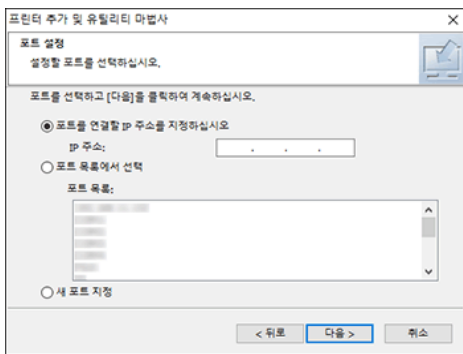 프린터 추가 및 유틸리티 마법사
포트 설정
설정할 포트를 선택하십시오.
포트를 선택하고 [다음]을 클릭하여 계속하십시오.
포트를 연결할 IP 주소를 지정하십시오
IP 주소:
. . .
포트 목록에서 선택
포트 목록:
새 포트 지정
< 뒤로 다음 > 취소